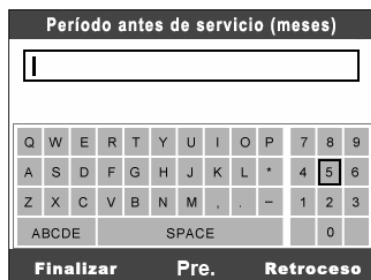 Período antes de servicio (meses)
Q W E R T Y U I O P 7 8 9
A S D F G H J K L * 4 5 6
Z X C V B N M , . – 1 2 3
ABCDE SPACE 0
Finalizar Pre. Retroceso